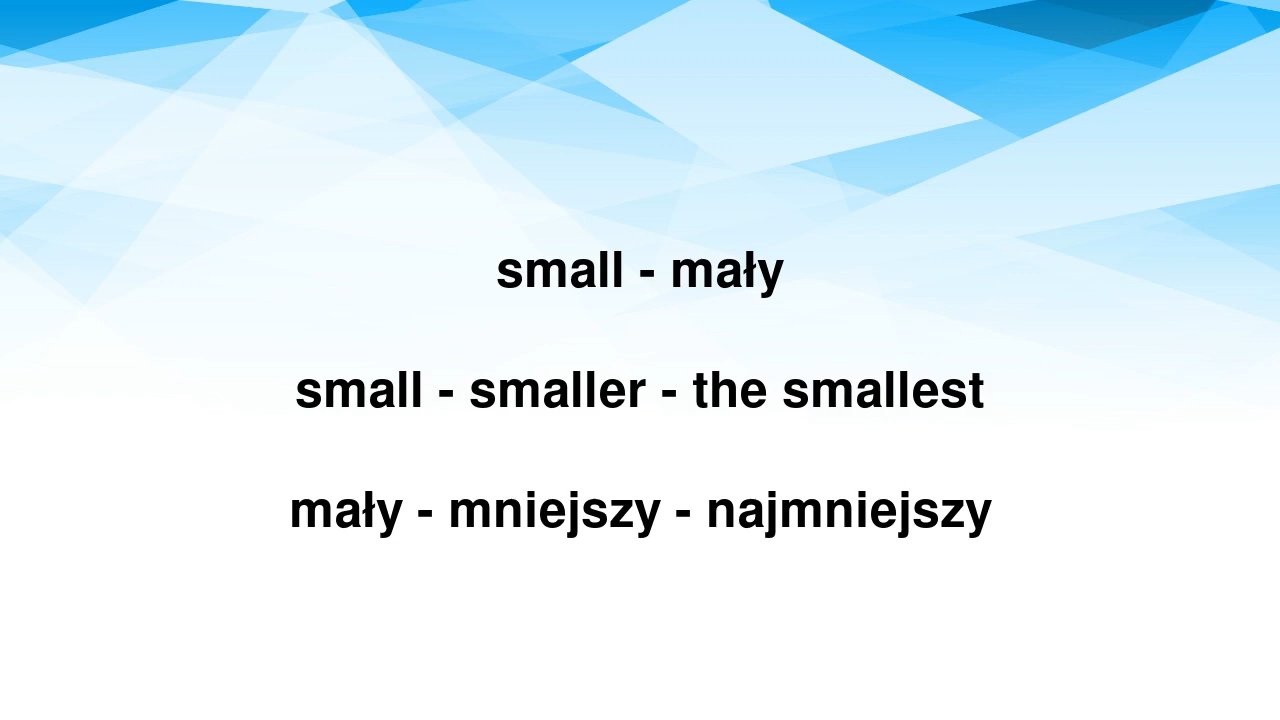 small - mały
small - smaller - the smallest
mały - mniejszy - najmniejszy